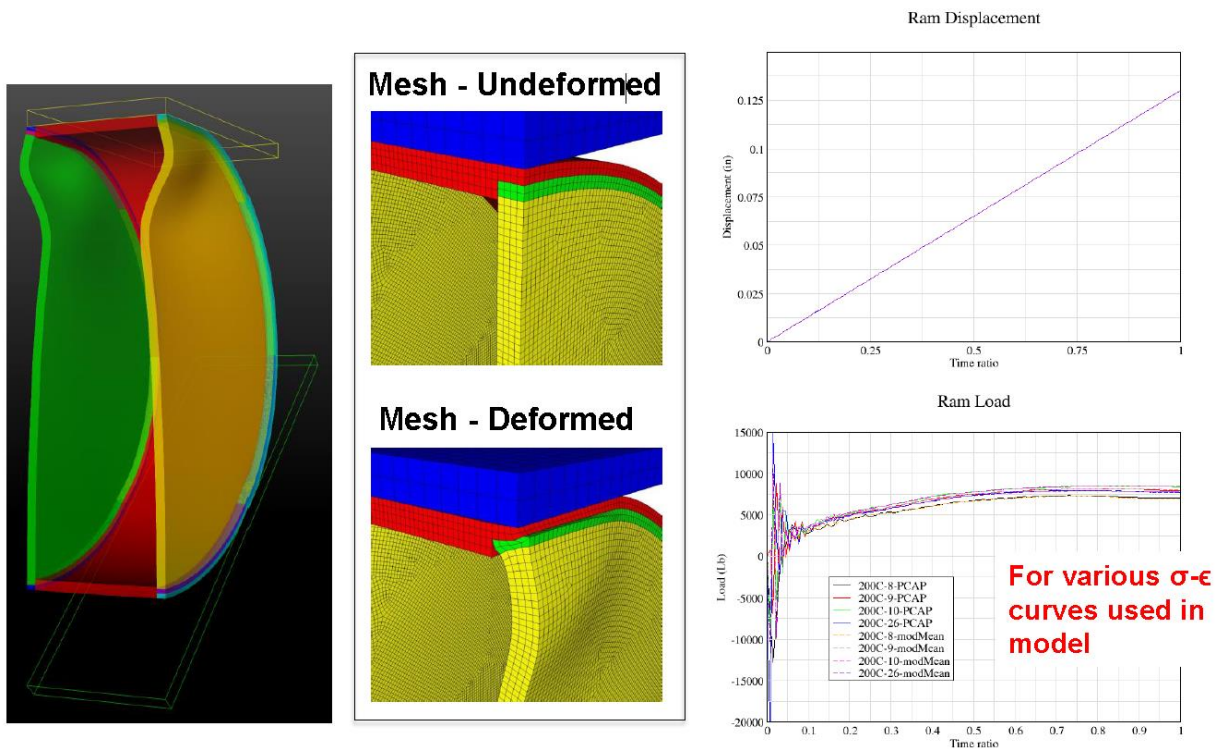 Mesh - Undeformed
Mesh - Deformed
Ram Displacement
0.125
0.1
0.075
0.05
0.025
0
Displacement (in)
0
0.25
0.5
0.75
1
Time ratio
Ram Load
15000
10000
5000
0
-5000
-10000
-15000
-20000
Load (Lb)
200C-8-PCAP
200C-9-PCAP
200C-10-PCAP
200C-26-PCAP
200C-8-modMean
200C-9-modMean
200C-10-modMean
200C-26-modMean
For various σ-ϵ
curves used in
model
0
0.1
0.2
0.3
0.4
0.5
0.6
0.7
0.8
0.9
1
Time ratio